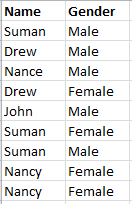 Name Gender
Suman Male
Drew Male
Nance Male
Drew Female
John Male
Suman Female
Suman Male
Nancy Female
Nancy Female